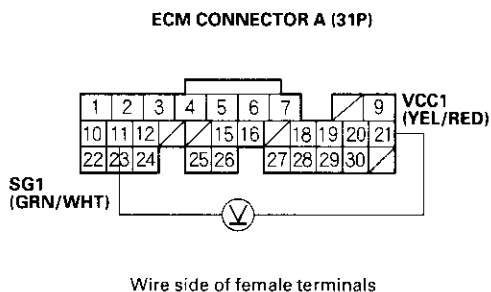 ECM CONNECTOR A (31P)
1 2 3 4 5 6 7 9
VCC1
(YEL/RED)
10 11 12 15 16 18 19 20 21
22 23 24 25 26 27 28 29 30
SG1
(GRN/WHT)
V
Wire side of female terminals